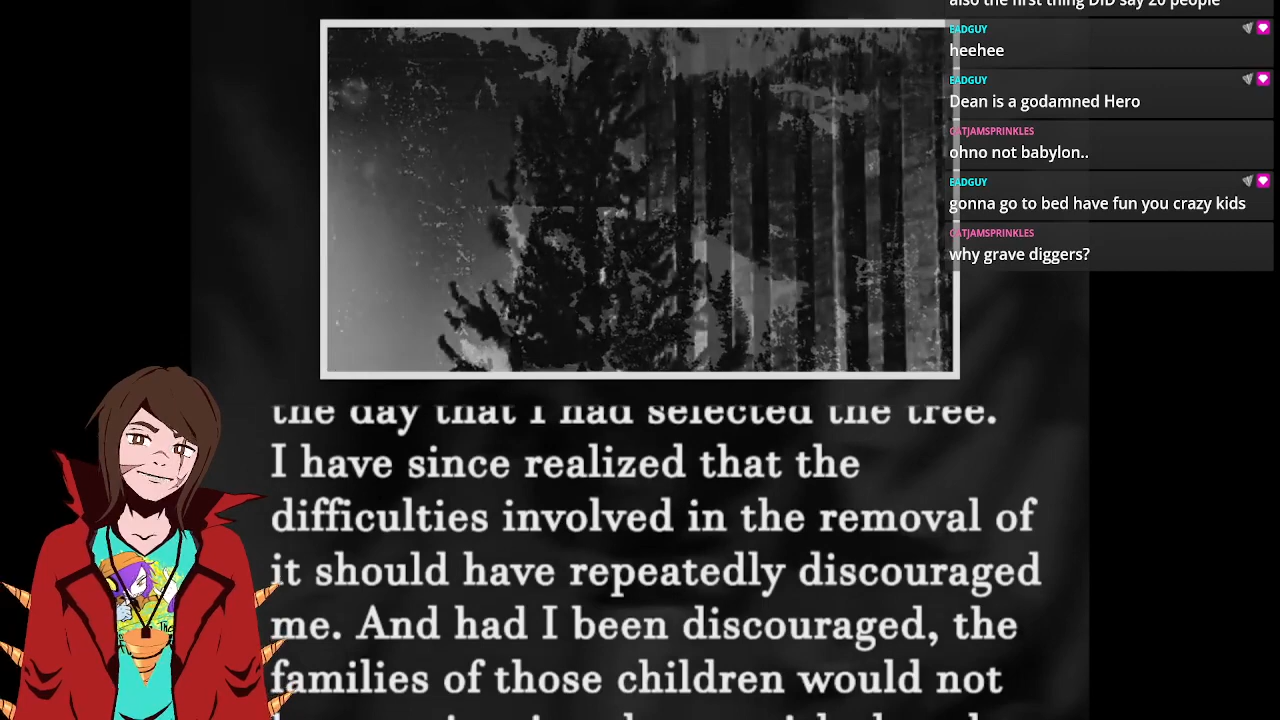 also the first thing DID say 20 people
EADGUY
heehee
EADGUY
Dean is a godamned Hero
CATJAMSPRINKLES
ohno not babylon..
EADGUY
gonna go to bed have fun you crazy kids
CATJAMSPRINKLES
why grave diggers?
the day that I had selected the tree.
I have since realized that the
difficulties involved in the removal of
it should have repeatedly discouraged
me. And had I been discouraged, the
families of those children would not